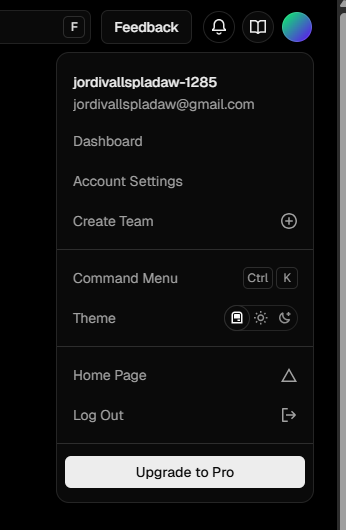 F
Feedback
jordivallspladaw-1285
jordivallspladaw@gmail.com
Dashboard
Account Settings
Create Team
Command Menu Ctrl K
Theme
Home Page
Log Out
Upgrade to Pro